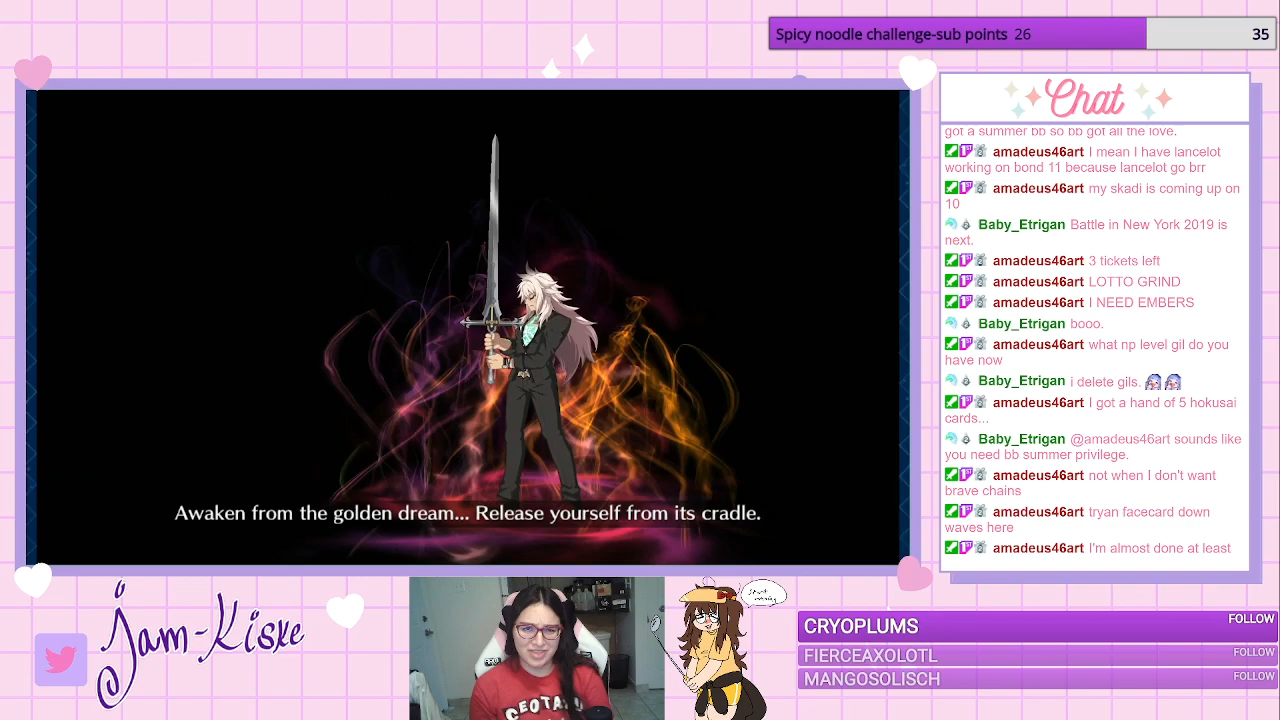 Spicy noodle challenge-sub points 26
35
Chat
got a summer bb so bb got all the love.
amadeus46art I mean I have lancelot
working on bond 11 because lancelot go brr
amadeus46art my skadi is coming up on
10
Baby_Etrigan Battle in New York 2019 is
next.
amadeus46art 3 tickets left
amadeus46art LOTTO GRIND
amadeus46art I NEED EMBERS
Baby_Etrigan booo.
amadeus46art what np level gil do you
have now
Baby_Etrigan i delete gils.
amadeus46art I got a hand of 5 hokusai
cards...
Baby_Etrigan @amadeus46art sounds like
you need bb summer privilege.
amadeus46art not when I don't want
brave chains
amadeus46art tryan facecard down
waves here
amadeus46art I'm almost done at least
Awaken from the golden dream... Release yourself from its cradle.
@Jam-Kiske
CRYOPLUMS
FOLLOW
FIERCEAXOLOTL
FOLLOW
MANGOSOLISCH
FOLLOW